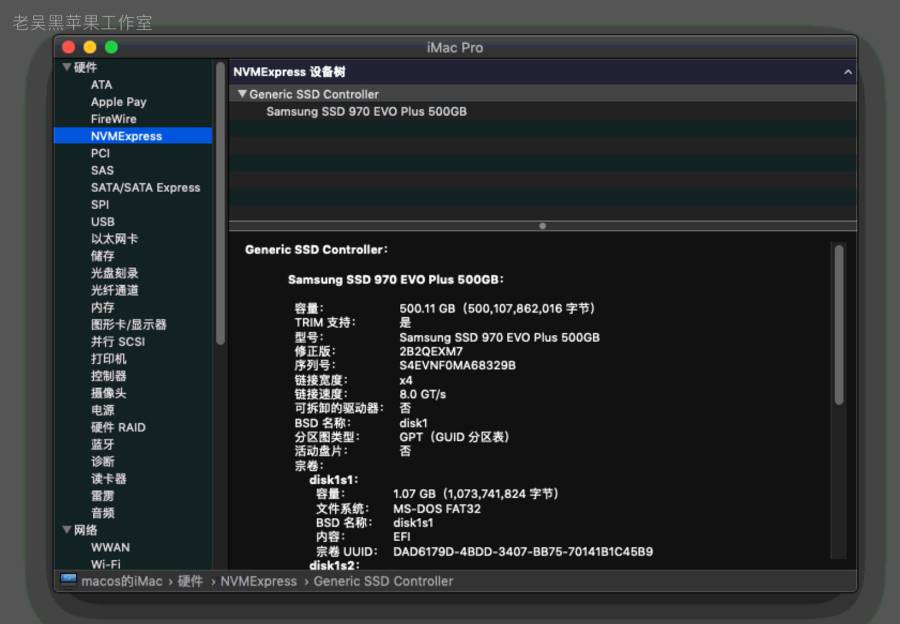 老吴黑苹果工作室
iMac Pro
硬件
ATA
Apple Pay
FireWire
NVMExpress
PCI
SAS
SATA/SATA Express
SPI
USB
以太网卡
储存
光盘刻录
光纤通道
内存
图形卡/显示器
并行 SCSI
打印机
控制器
摄像头
电源
硬件 RAID
蓝牙
诊断
读卡器
雷雳
音频
网络
WWAN
Wi-Fi
NVMExpress 设备树
Generic SSD Controller
Samsung SSD 970 EVO Plus 500GB
Generic SSD Controller:
Samsung SSD 970 EVO Plus 500GB:
容量: 500.11 GB（500,107,862,016 字节）
TRIM 支持: 是
型号: Samsung SSD 970 EVO Plus 500GB
修正版: 2B2QEXM7
序列号: S4EVNF0MA68329B
链接宽度: x4
链接速度: 8.0 GT/s
可拆卸的驱动器: 否
BSD 名称: disk1
分区图类型: GPT（GUID 分区表）
活动盘片: 否
宗卷:
disk1s1:
容量: 1.07 GB（1,073,741,824 字节）
文件系统: MS-DOS FAT32
BSD 名称: disk1s1
内容: EFI
宗卷 UUID: DAD6179D-4BDD-3407-BB75-70141B1C45B9
disk1s2:
macos的iMac › 硬件 › NVMExpress › Generic SSD Controller